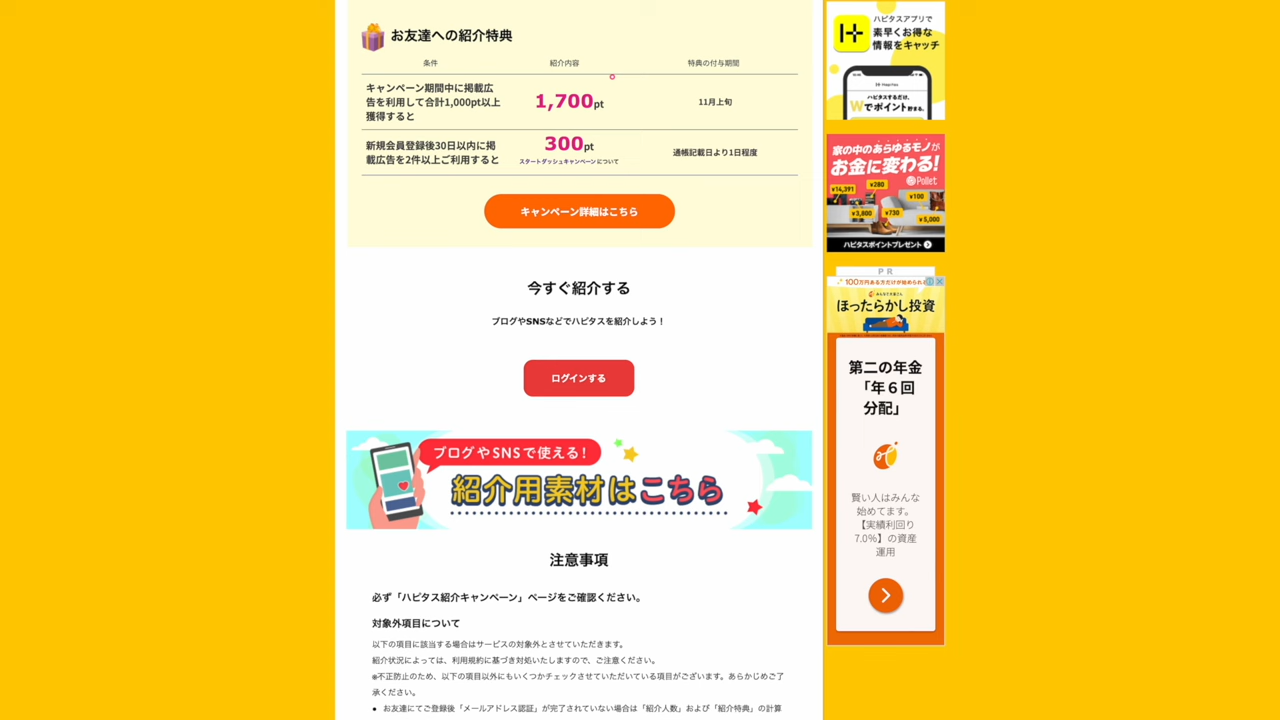 お友達への紹介特典
条件 紹介内容 特典の付与期間
キャンペーン期間中に掲載広
告を利用して合計1,000pt以上
獲得すると
1,700pt
11月上旬
新規会員登録後30日以内に掲
載広告を2件以上ご利用すると
300pt
スタートダッシュキャンペーンについて
通帳記載日より1日程度
キャンペーン詳細はこちら
今すぐ紹介する
ブログやSNSなどでハピタスを紹介しよう！
ログインする
ブログやSNSで使える！
紹介用素材はこちら
注意事項
必ず「ハピタス紹介キャンペーン」ページをご確認ください。
対象外項目について
以下の項目に該当する場合はサービスの対象外とさせていただきます。
紹介状況によっては、利用規約に基づき対処いたしますので、ご注意ください。
※不正防止のため、以下の項目以外にもいくつかチェックさせていただいている項目がございます。あらかじめご了
承ください。
● お友達にてご登録後「メールアドレス認証」が完了されていない場合は「紹介人数」および「紹介特典」の計算
ハピタスアプリで
素早くお得な
情報をキャッチ
ハピタスするだけ、
Wでポイント貯まる。
家の中のあらゆるモノが
お金に変わる!
Pollet
¥14,391
¥280
¥100
¥3,800
¥730
¥5,000
ハピタスポイントプレゼント
PR
100万円ある方だけが始められる
みんなで大家さん
ほったらかし投資
第二の年金
「年６回
分配」
賢い人はみんな
始めてます。
【実績利回り
7.0%】の資産
運用